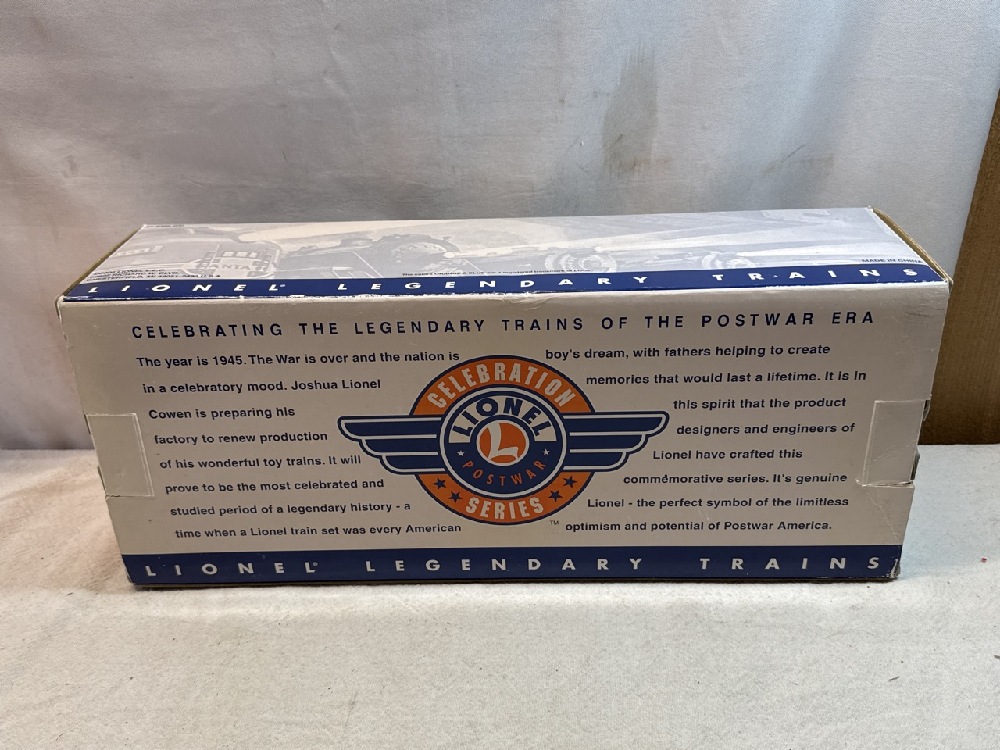 MADE IN CHINA
LIONEL® LEGENDARY TRAINS
CELEBRATING THE LEGENDARY TRAINS OF THE POSTWAR ERA
The year is 1945. The War is over and the nation is
in a celebratory mood. Joshua Lionel
Cowen is preparing his
factory to renew production
of his wonderful toy trains. It will
prove to be the most celebrated and
studied period of a legendary history - a
time when a Lionel train set was every American
CELEBRATION
LIONEL
L
POSTWAR
SERIES
™
boy's dream, with fathers helping to create
memories that would last a lifetime. It is in
this spirit that the product
designers and engineers of
Lionel have crafted this
commemorative series. It's genuine
Lionel - the perfect symbol of the limitless
optimism and potential of Postwar America.
LIONEL® LEGENDARY TRAINS